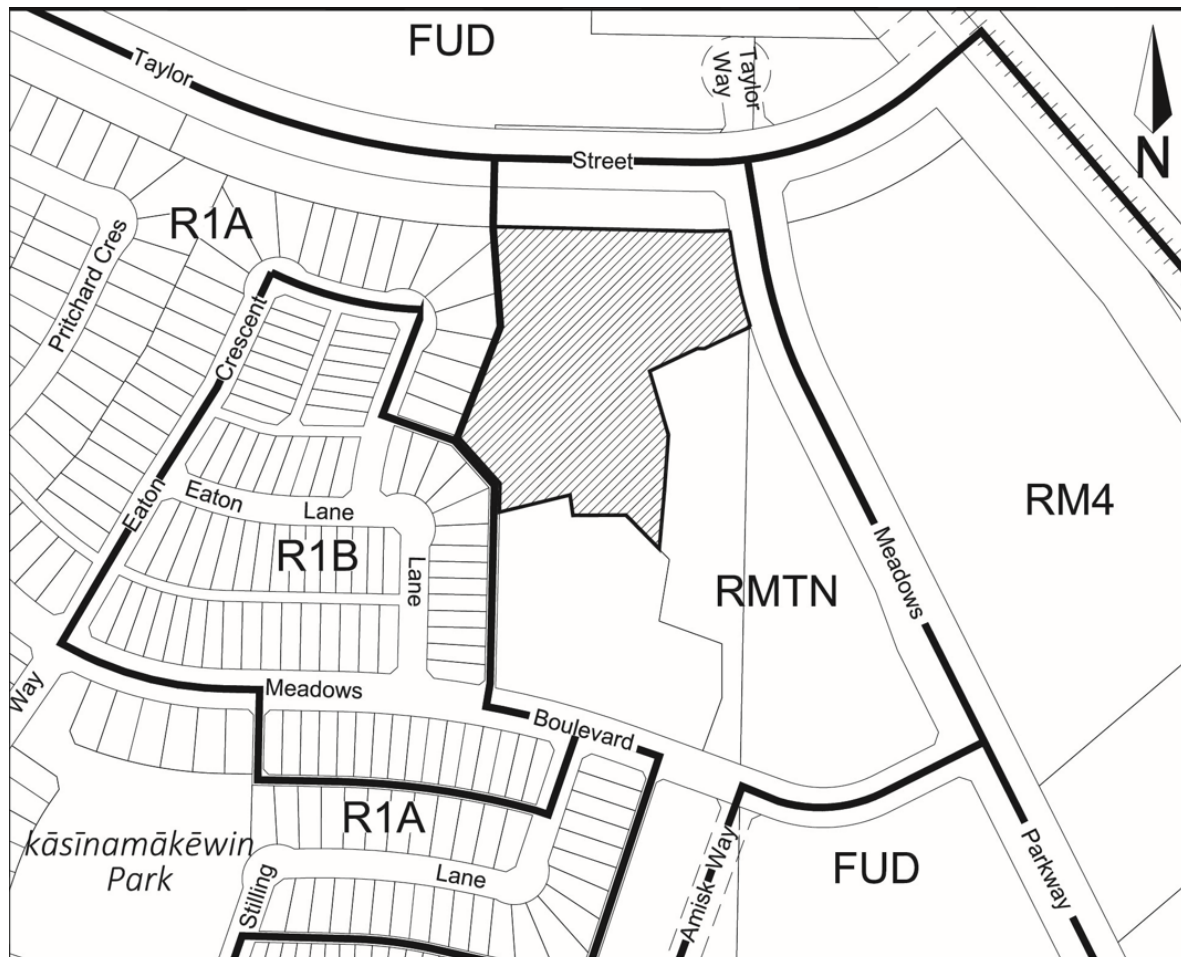 FUD
Taylor
Taylor
Way
Street
N
R1A
Pritchard Cres
Crescent
Eaton
Eaton
Lane
R1B
Lane
RM4
Meadows
RMTN
Way
Meadows
Boulevard
R1A
kāsīnamākēwin
Park
Lane
Stilling
Amisk Way
FUD
Parkway